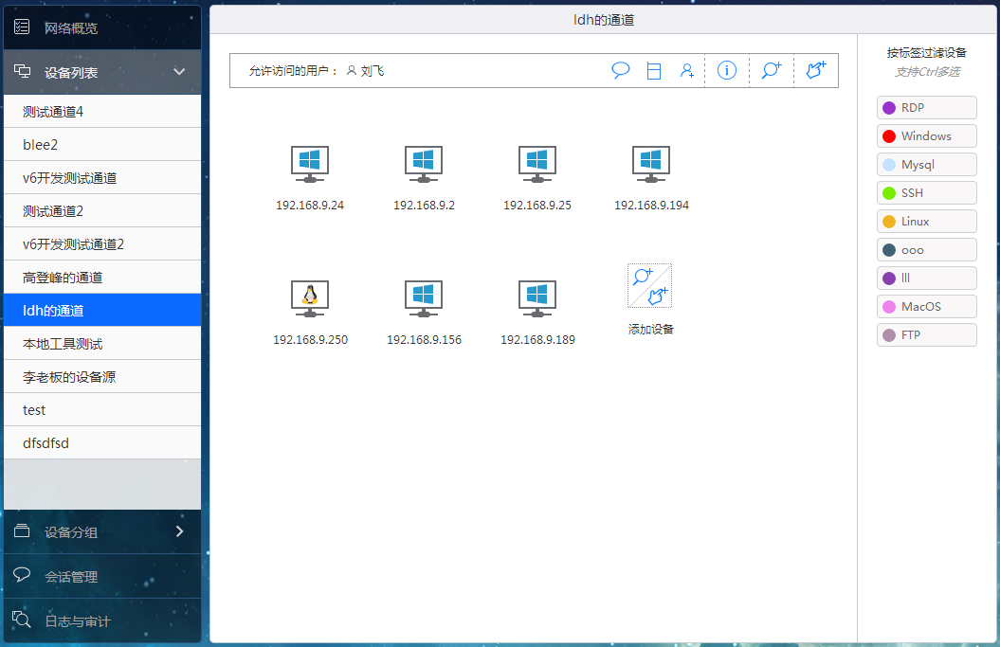 网络概览
设备列表
测试通道4
blee2
v6开发测试通道
测试通道2
v6开发测试通道2
高登峰的通道
ldh的通道
本地工具测试
李老板的设备源
test
dfsdfsd
设备分组
会话管理
日志与审计
ldh的通道
允许访问的用户： 刘飞
192.168.9.24 192.168.9.2 192.168.9.25 192.168.9.194
192.168.9.250 192.168.9.156 192.168.9.189 添加设备
按标签过滤设备
支持Ctrl多选
RDP
Windows
Mysql
SSH
Linux
ooo
lll
MacOS
FTP